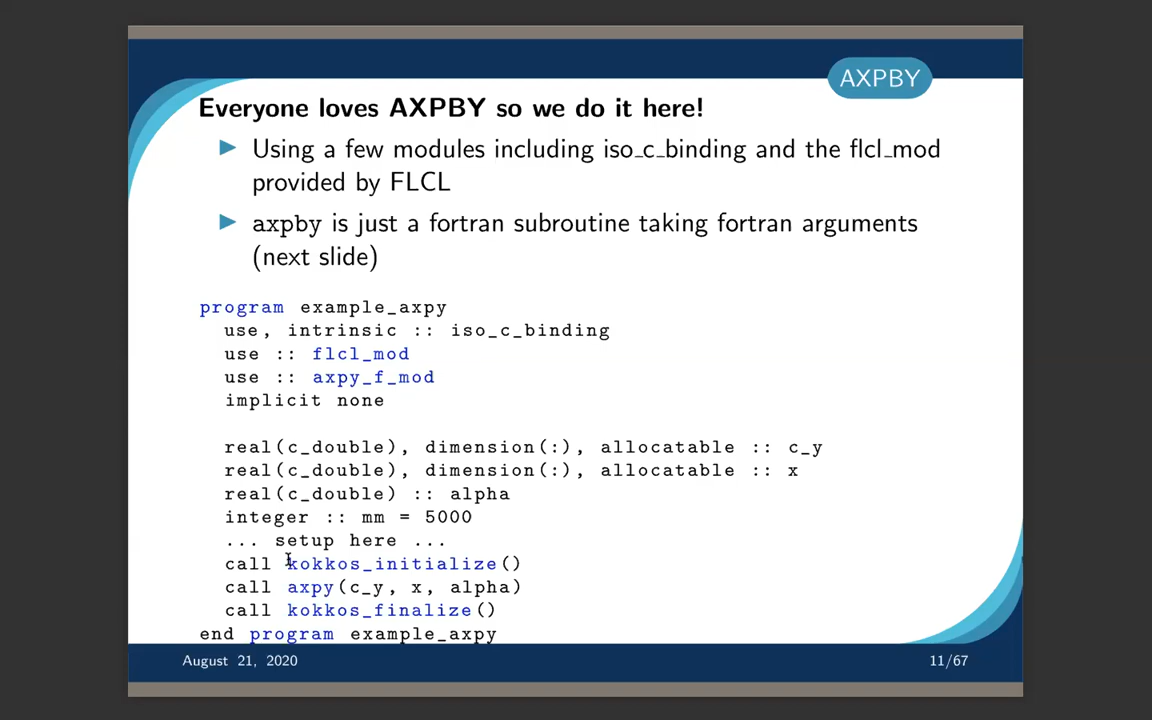 AXPBY
Everyone loves AXPBY so we do it here!
Using a few modules including iso_c_binding and the flcl_mod
provided by FLCL
axpby is just a fortran subroutine taking fortran arguments
(next slide)
program example_axpy
use, intrinsic :: iso_c_binding
use :: flcl_mod
use :: axpy_f_mod
implicit none
real(c_double), dimension(:), allocatable :: c_y
real(c_double), dimension(:), allocatable :: x
real(c_double) :: alpha
integer :: mm = 5000
... setup here ...
call kokkos_initialize()
call axpy(c_y, x, alpha)
call kokkos_finalize()
end program example_axpy
August 21, 2020
11/67